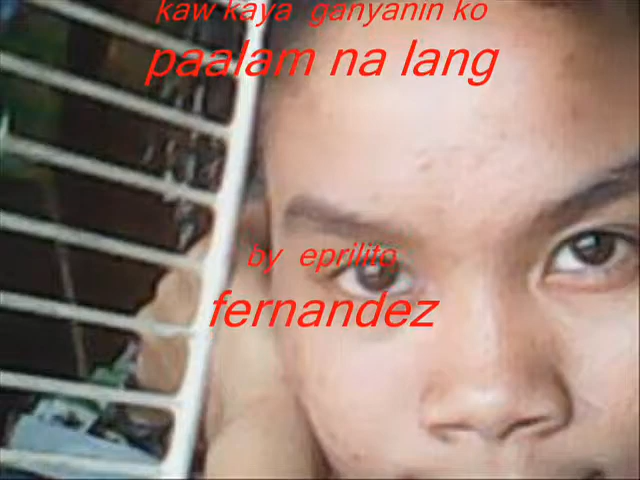 kaw kaya ganyanin ko
paalam na lang
by eprilito
fernandez